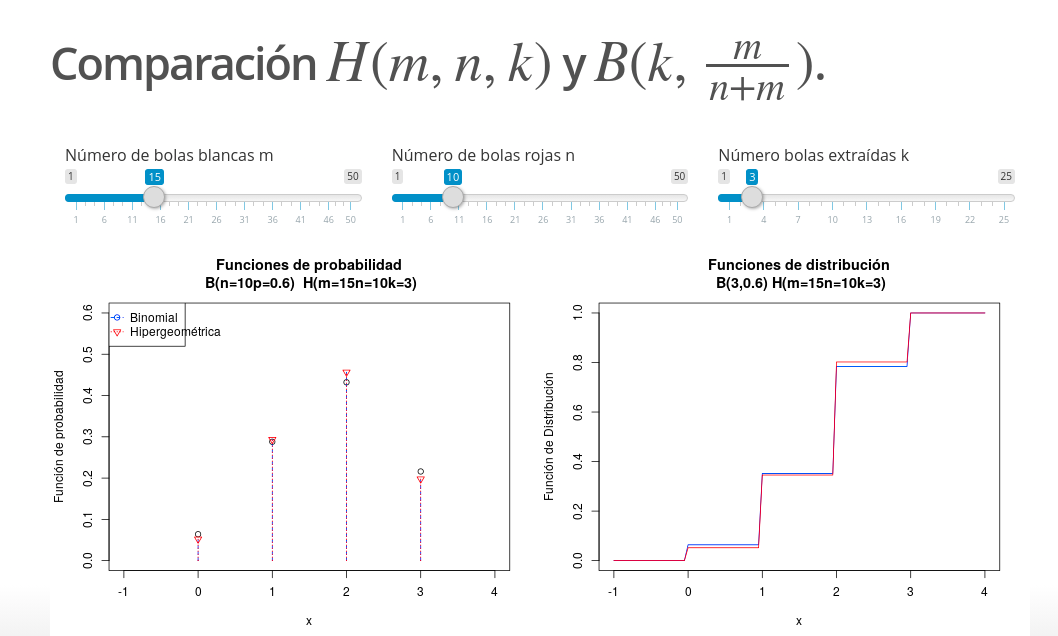 Comparación H(m, n, k) y B(k, m/(n+m)).
Número de bolas blancas m
1 15 50
1 6 11 16 21 26 31 36 41 46 50
Número de bolas rojas n
1 10 50
1 6 11 16 21 26 31 36 41 46 50
Número bolas extraídas k
1 3 25
1 4 7 10 13 16 19 22 25
Funciones de probabilidad
B(n=10p=0.6) H(m=15n=10k=3)
Binomial
Hipergeométrica
Función de probabilidad
0.0 0.1 0.2 0.3 0.4 0.5 0.6
-1 0 1 2 3 4
x
Funciones de distribución
B(3,0.6) H(m=15n=10k=3)
Función de Distribución
0.0 0.2 0.4 0.6 0.8 1.0
-1 0 1 2 3 4
x